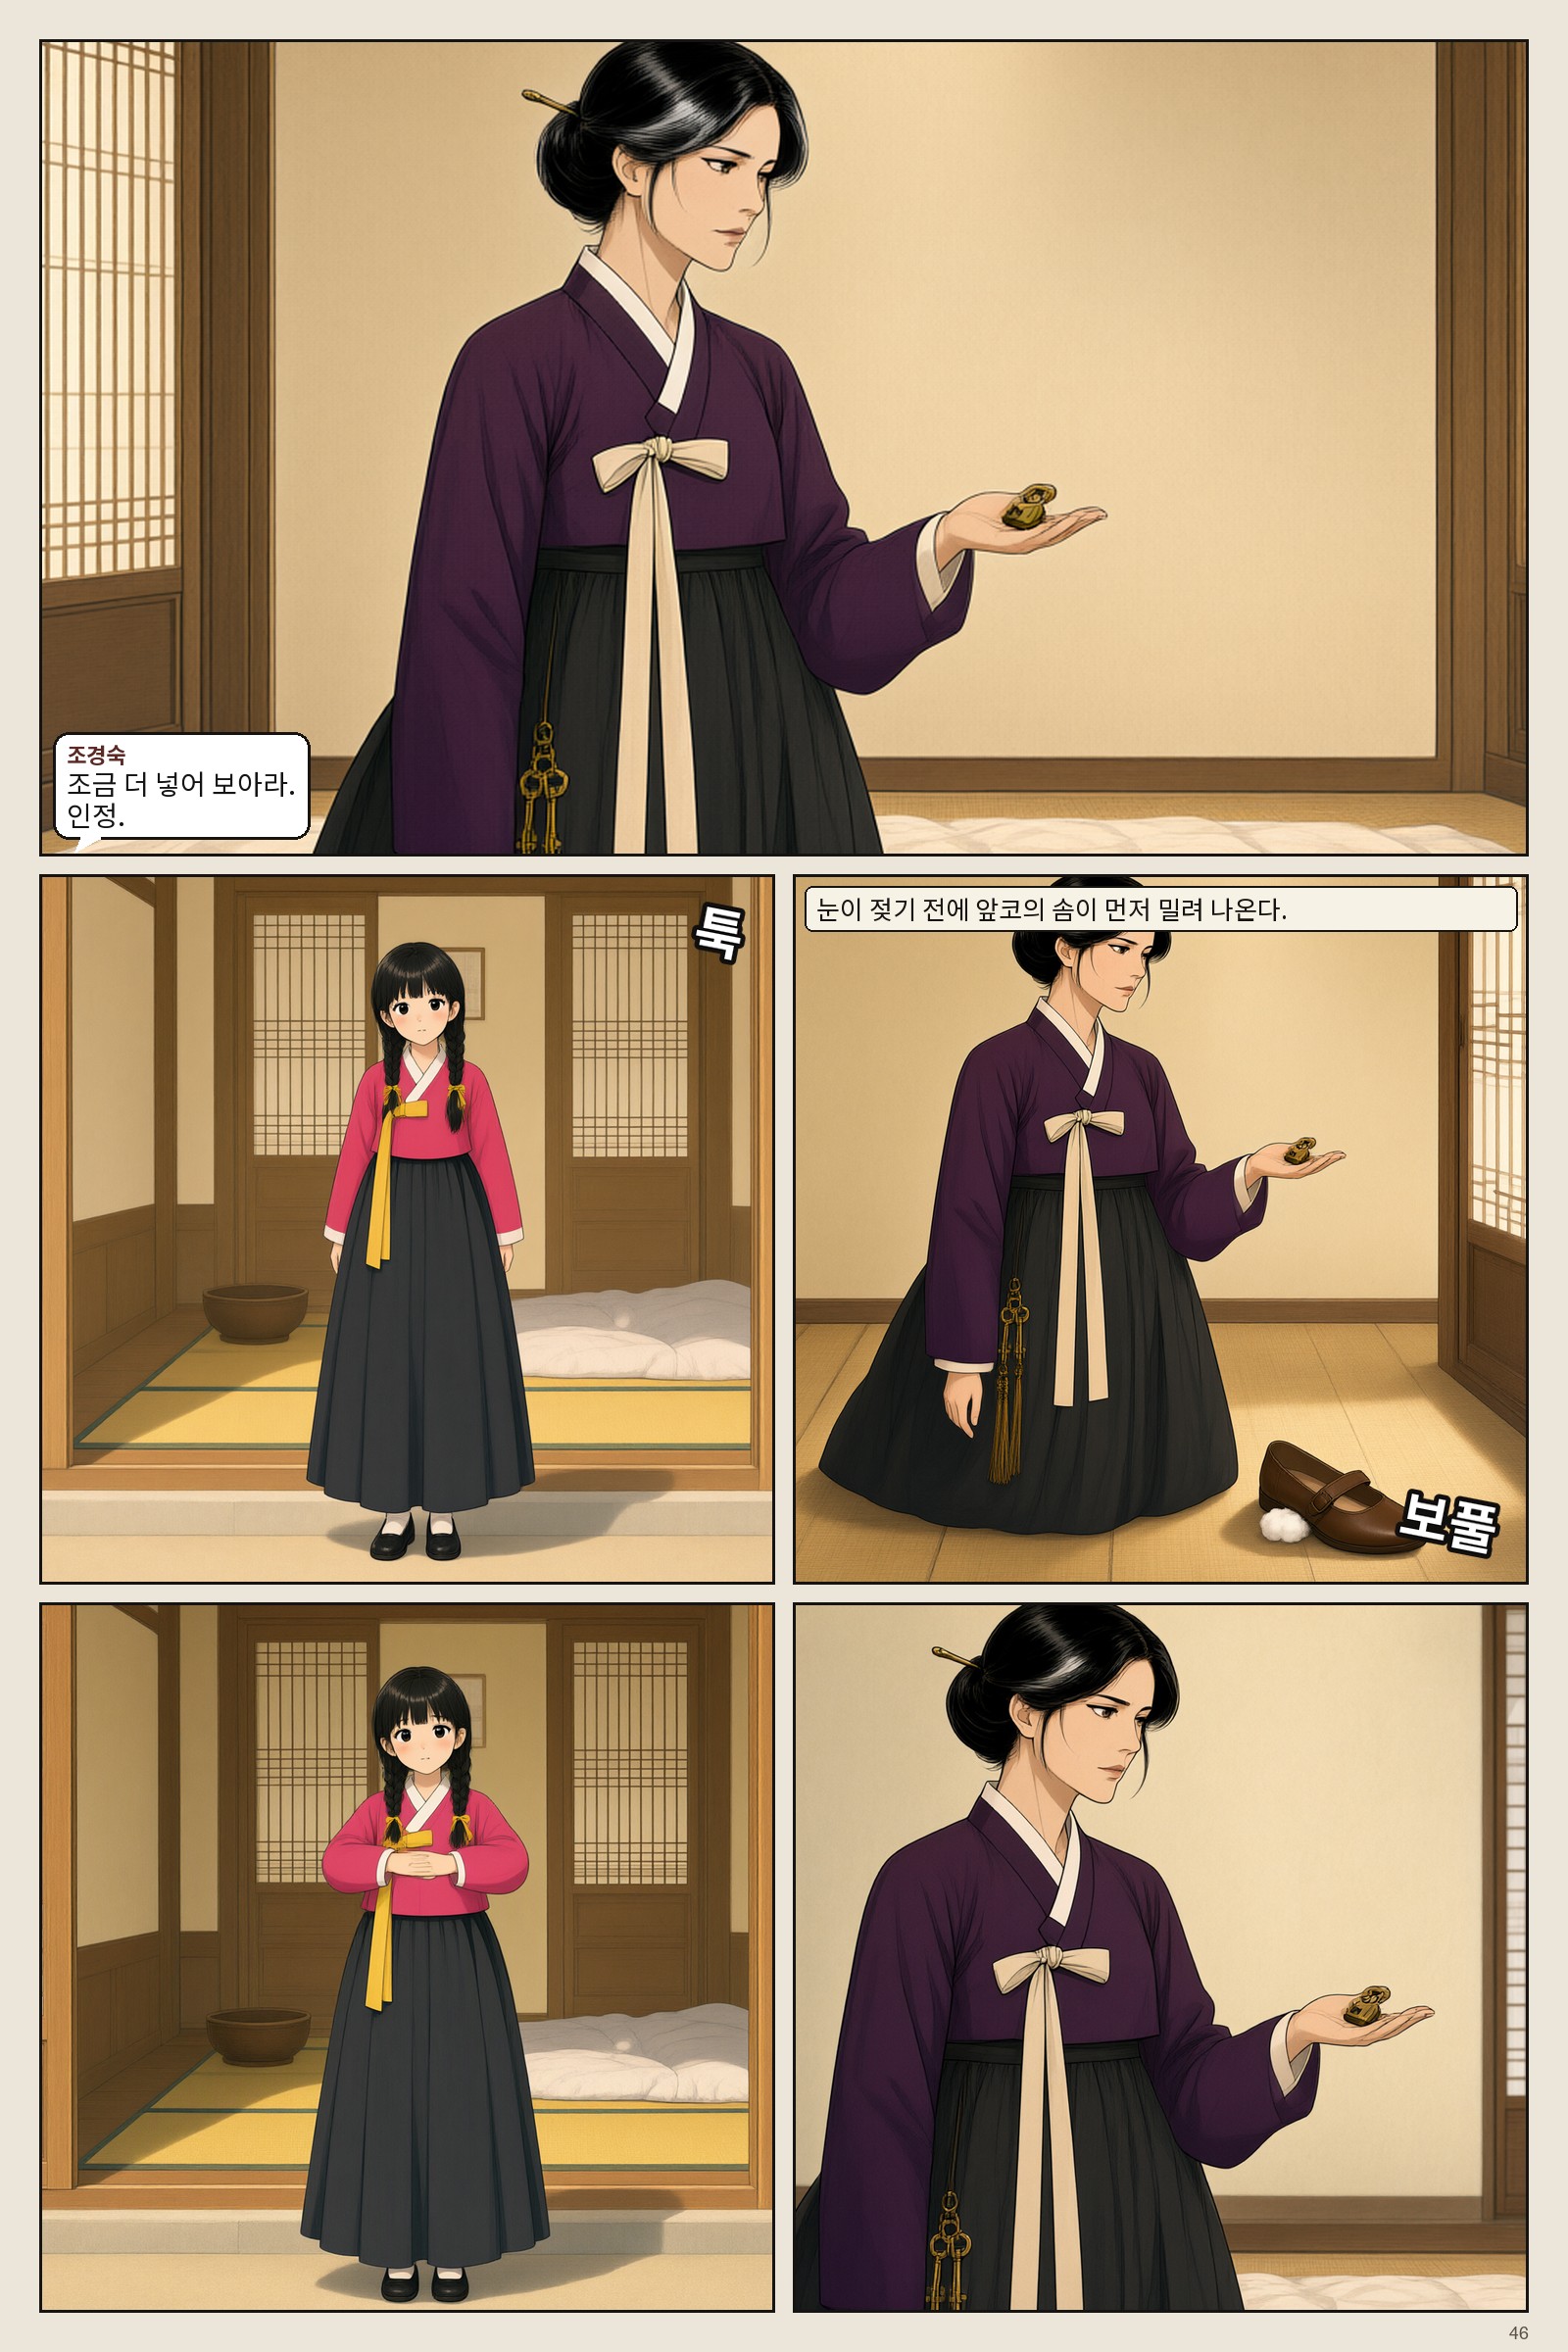 조경숙
조금 더 넣어 보아라.
인정.
툭
눈이 젖기 전에 앞코의 솜이 먼저 밀려 나온다.
보풀
46